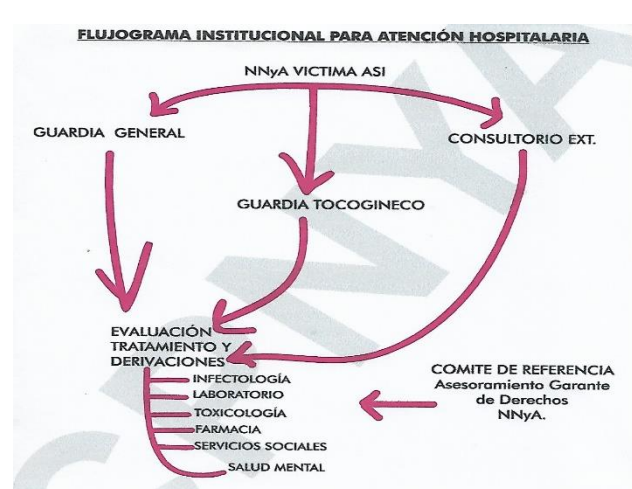 FLUJOGRAMA INSTITUCIONAL PARA ATENCIÓN HOSPITALARIA
NNyA VICTIMA ASI
GUARDIA GENERAL
CONSULTORIO EXT.
GUARDIA TOCOGINECO
EVALUACIÓN
TRATAMIENTO Y
DERIVACIONES
INFECTOLOGÍA
LABORATORIO
TOXICOLOGÍA
FARMACIA
SERVICIOS SOCIALES
SALUD MENTAL
COMITE DE REFERENCIA
Asesoramiento Garante
de Derechos
NNyA.